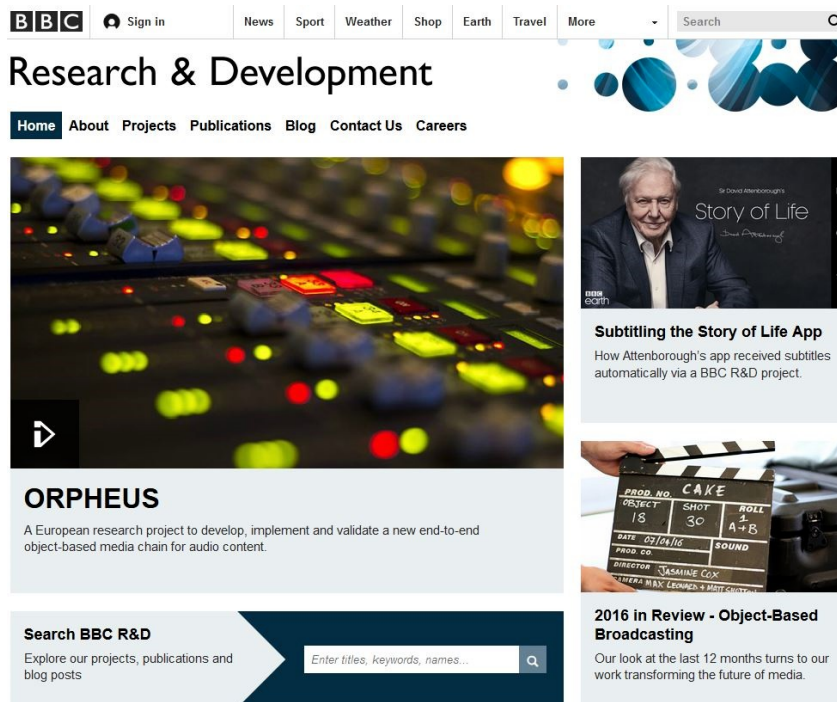 BBC Sign in News Sport Weather Shop Earth Travel More Search
Research & Development
Home About Projects Publications Blog Contact Us Careers
ORPHEUS
A European research project to develop, implement and validate a new end-to-end
object-based media chain for audio content.
Sir David Attenborough's
Story of Life
BBC
earth
Subtitling the Story of Life App
How Attenborough's app received subtitles
automatically via a BBC R&D project.
PROD. NO. CAKE
OBJECT SHOT ROLL
18 30 1
A+B
DATE 07/04/16 SOUND
PROD. CO.
DIRECTOR JASMINE COX
CAMERA MAX LEONARD + MATT
2016 in Review - Object-Based
Broadcasting
Our look at the last 12 months turns to our
work transforming the future of media.
Search BBC R&D
Explore our projects, publications and
blog posts
Enter titles, keywords, names...